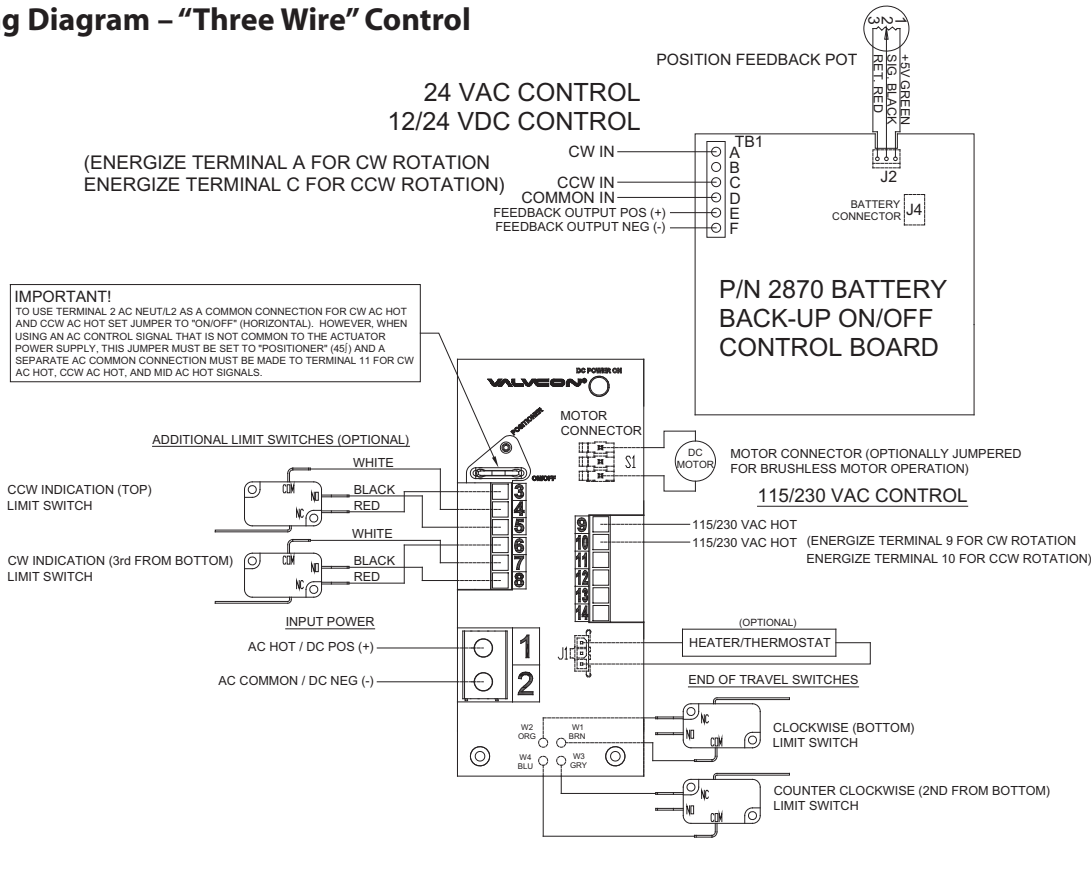 g Diagram – “Three Wire” Control
POSITION FEEDBACK POT
3 2 1
RET. RED
SIG. BLACK
+5V GREEN
J2
24 VAC CONTROL
12/24 VDC CONTROL
(ENERGIZE TERMINAL A FOR CW ROTATION
ENERGIZE TERMINAL C FOR CCW ROTATION)
TB1
CW IN A
B
CCW IN C
COMMON IN D
FEEDBACK OUTPUT POS (+) E
FEEDBACK OUTPUT NEG (-) F
BATTERY
CONNECTOR J4
P/N 2870 BATTERY
BACK-UP ON/OFF
CONTROL BOARD
IMPORTANT!
TO USE TERMINAL 2 AC NEUT/L2 AS A COMMON CONNECTION FOR CW AC HOT
AND CCW AC HOT SET JUMPER TO "ON/OFF" (HORIZONTAL). HOWEVER, WHEN
USING AN AC CONTROL SIGNAL THAT IS NOT COMMON TO THE ACTUATOR
POWER SUPPLY, THIS JUMPER MUST BE SET TO "POSITIONER" (45∫) AND A
SEPARATE AC COMMON CONNECTION MUST BE MADE TO TERMINAL 11 FOR CW
AC HOT, CCW AC HOT, AND MID AC HOT SIGNALS.
DC POWER ON
VALVCON®
POSITIONER
ON/OFF
MOTOR
CONNECTOR
S1
DC
MOTOR
MOTOR CONNECTOR (OPTIONALLY JUMPERED
FOR BRUSHLESS MOTOR OPERATION)
ADDITIONAL LIMIT SWITCHES (OPTIONAL)
CCW INDICATION (TOP)
LIMIT SWITCH
COM
NO
NC
WHITE
BLACK
RED
CW INDICATION (3rd FROM BOTTOM)
LIMIT SWITCH
COM
NO
NC
WHITE
BLACK
RED
3
4
5
6
7
8
115/230 VAC CONTROL
9 115/230 VAC HOT
10 115/230 VAC HOT
11
12
13
14
(ENERGIZE TERMINAL 9 FOR CW ROTATION
ENERGIZE TERMINAL 10 FOR CCW ROTATION)
INPUT POWER
AC HOT / DC POS (+) 1
AC COMMON / DC NEG (-) 2
J1
(OPTIONAL)
HEATER/THERMOSTAT
END OF TRAVEL SWITCHES
W2
ORG
W1
BRN
W4
BLU
W3
GRY
NC
NO
COM
CLOCKWISE (BOTTOM)
LIMIT SWITCH
NC
NO
COM
COUNTER CLOCKWISE (2ND FROM BOTTOM)
LIMIT SWITCH